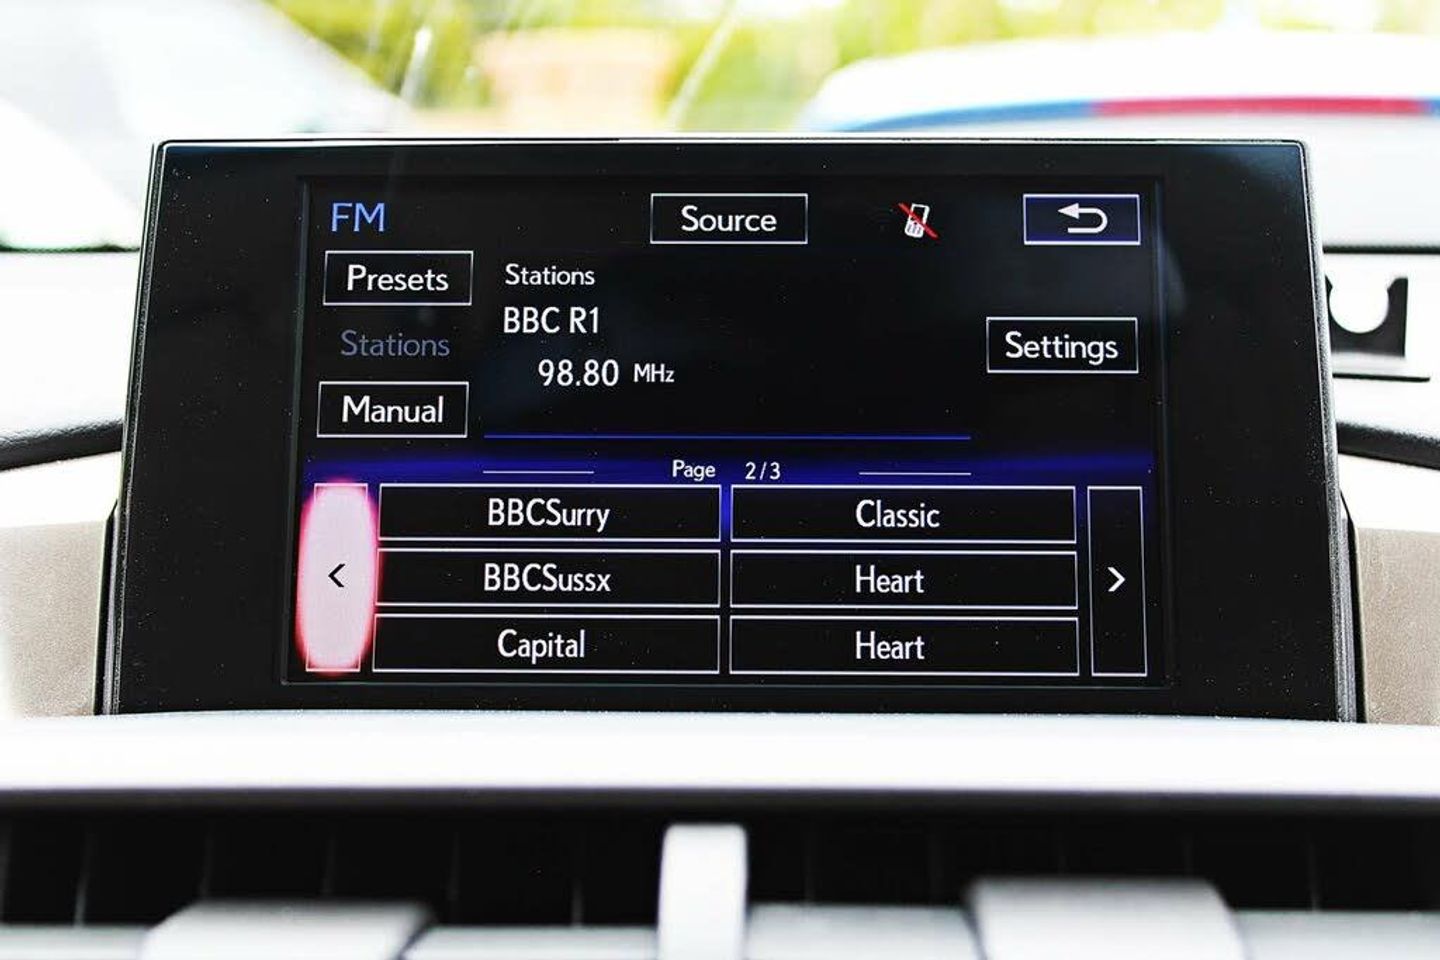 FM
Source
Presets
Stations
Stations
BBC R1
98.80 MHz
Settings
Manual
Page 2/3
<
BBCSurry
Classic
BBCSussx
Heart
>
Capital
Heart